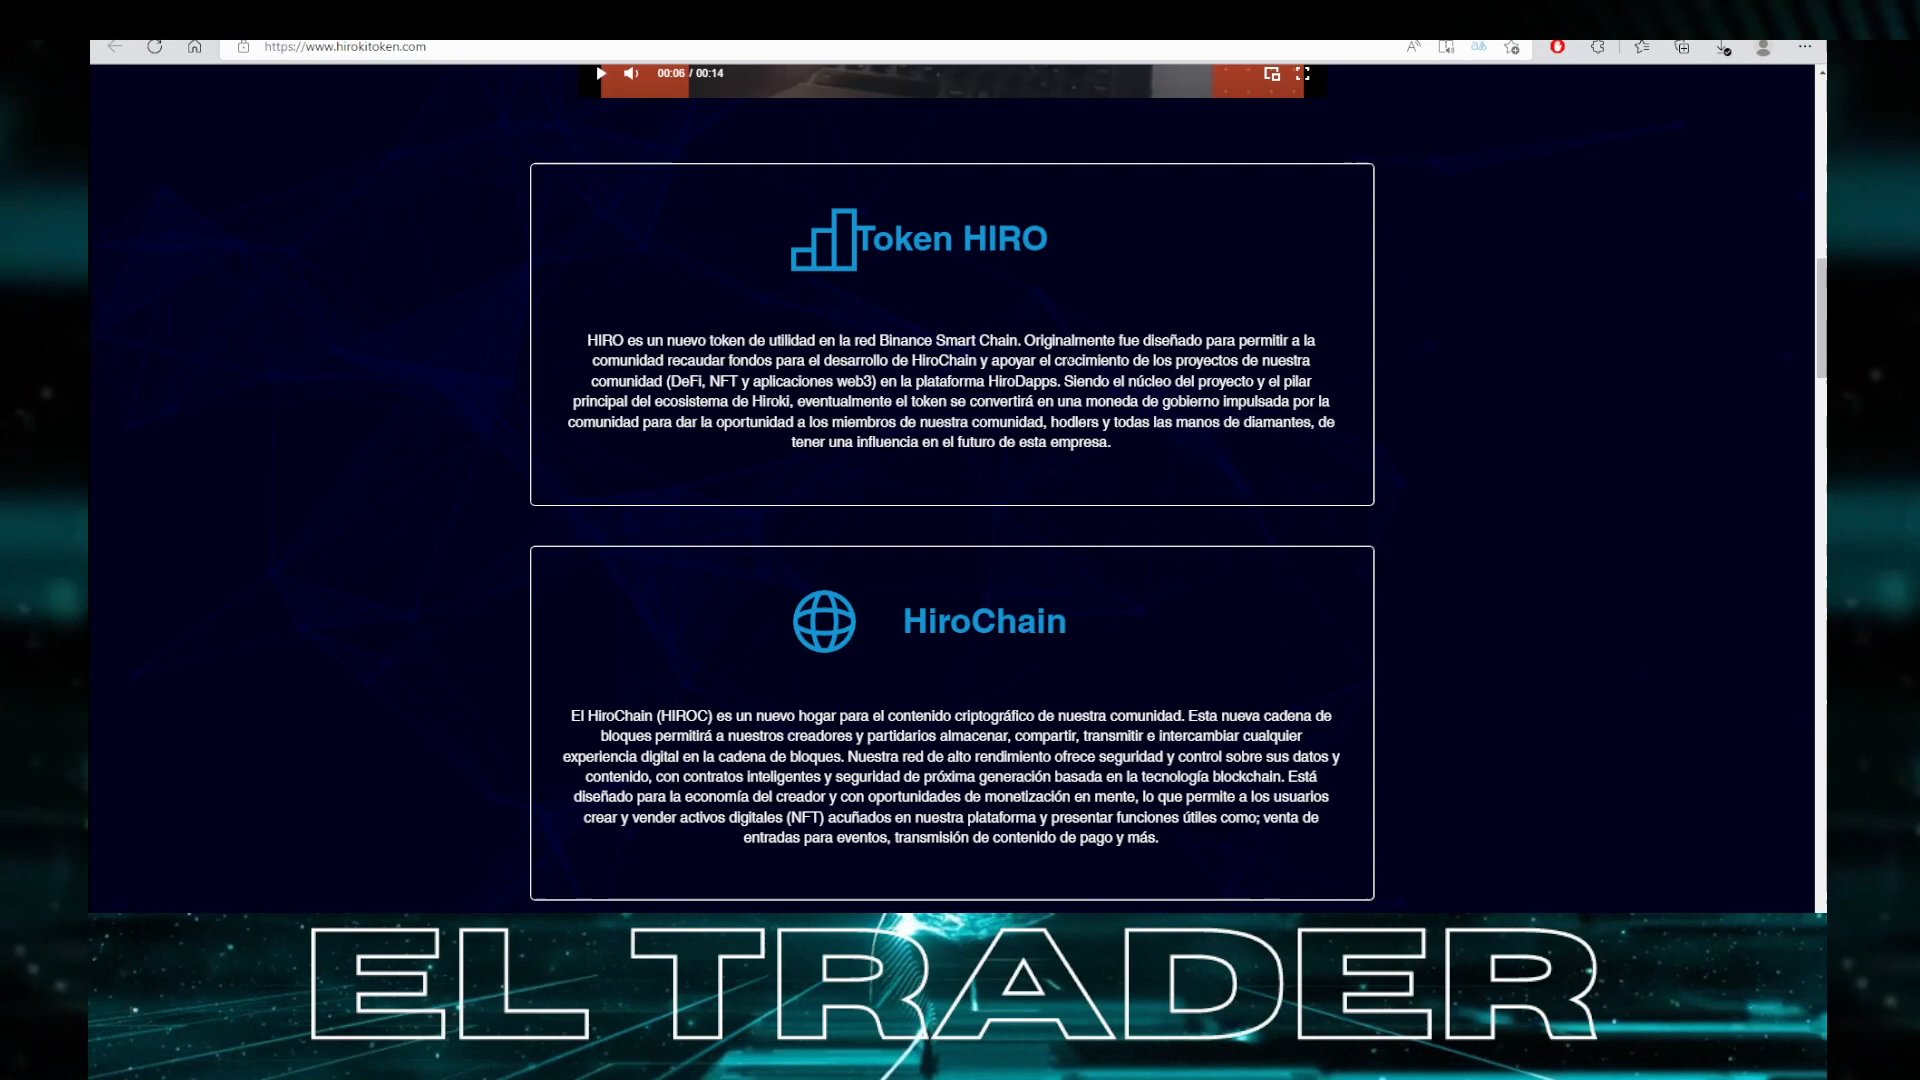 https://www.hirokitoken.com
00:06 / 00:14
Token HIRO
HIRO es un nuevo token de utilidad en la red Binance Smart Chain. Originalmente fue diseñado para permitir a la
comunidad recaudar fondos para el desarrollo de HiroChain y apoyar el crecimiento de los proyectos de nuestra
comunidad (DeFi, NFT y aplicaciones web3) en la plataforma HiroDapps. Siendo el núcleo del proyecto y el pilar
principal del ecosistema de Hiroki, eventualmente el token se convertirá en una moneda de gobierno impulsada por la
comunidad para dar la oportunidad a los miembros de nuestra comunidad, hodlers y todas las manos de diamantes, de
tener una influencia en el futuro de esta empresa.
HiroChain
El HiroChain (HIROC) es un nuevo hogar para el contenido criptográfico de nuestra comunidad. Esta nueva cadena de
bloques permitirá a nuestros creadores y partidarios almacenar, compartir, transmitir e intercambiar cualquier
experiencia digital en la cadena de bloques. Nuestra red de alto rendimiento ofrece seguridad y control sobre sus datos y
contenido, con contratos inteligentes y seguridad de próxima generación basada en la tecnología blockchain. Está
diseñado para la economía del creador y con oportunidades de monetización en mente, lo que permite a los usuarios
crear y vender activos digitales (NFT) acuñados en nuestra plataforma y presentar funciones útiles como; venta de
entradas para eventos, transmisión de contenido de pago y más.
EL TRADER